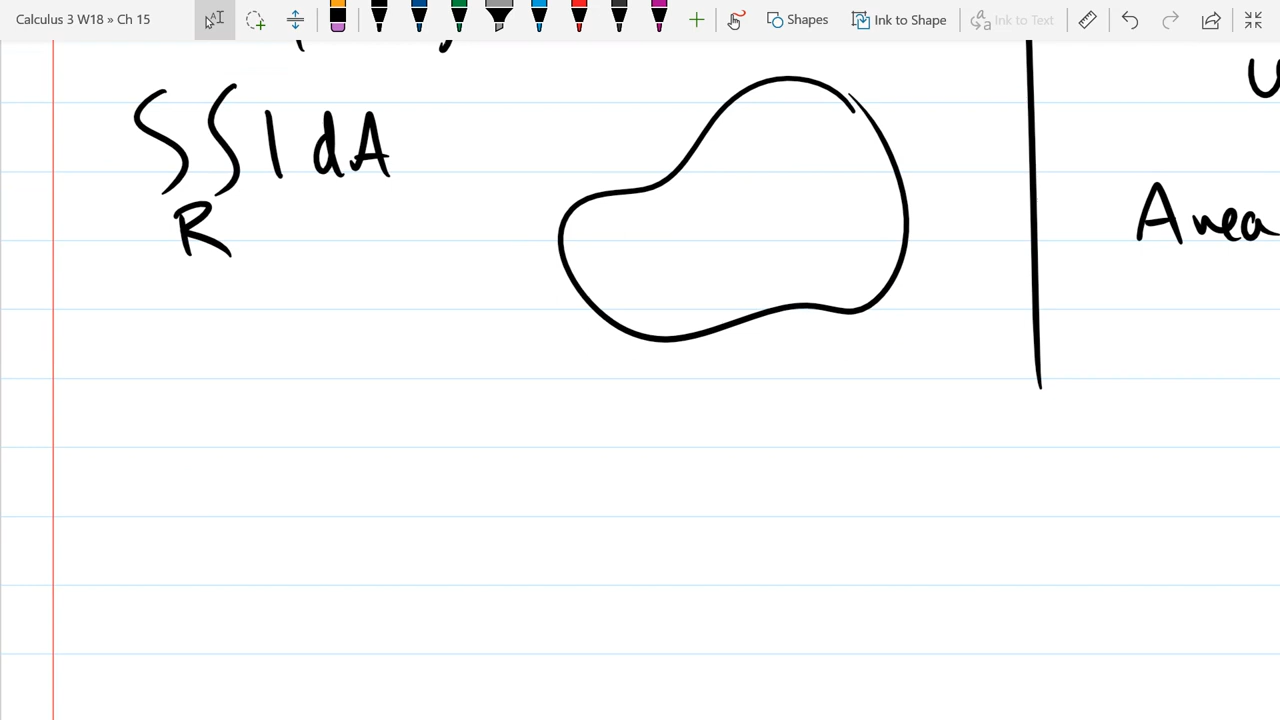 Calculus 3 W18 » Ch 15
Shapes
Ink to Shape
Ink to Text
∫∫ 1 dA
R
Area